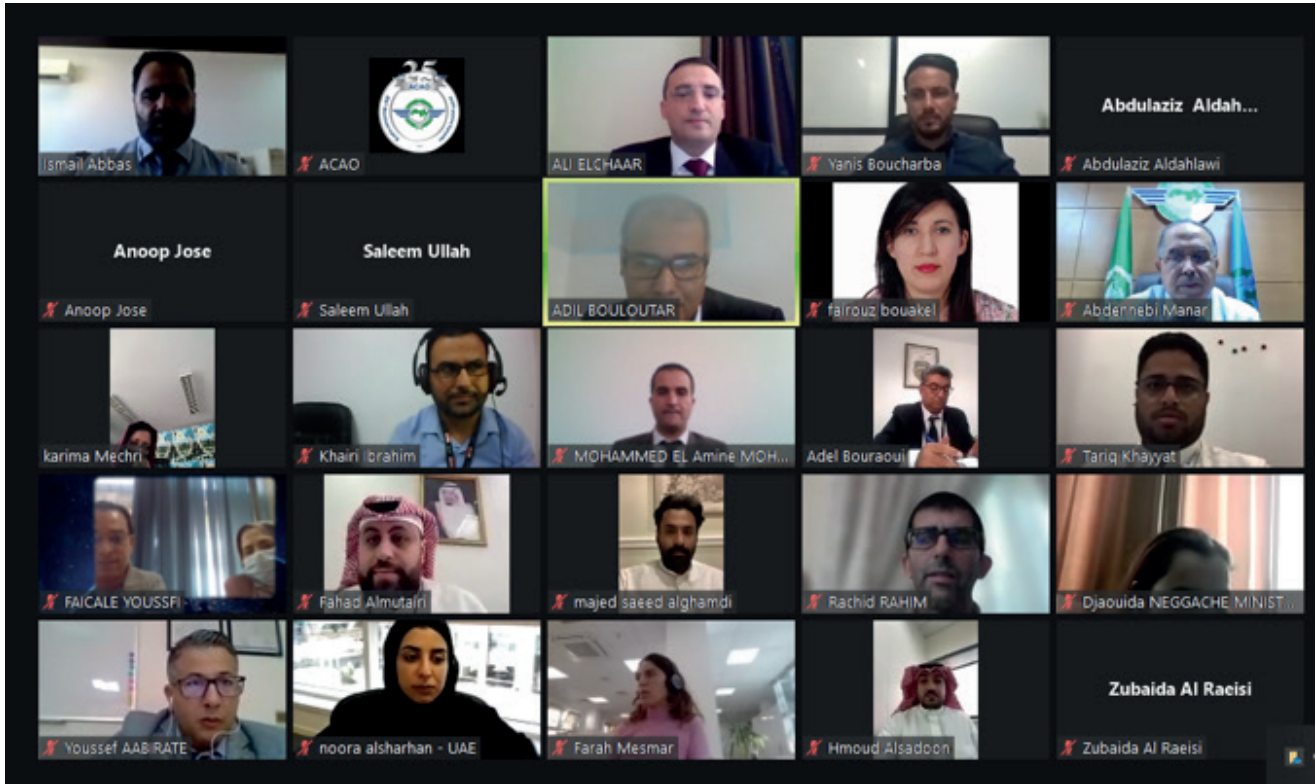 Ismail Abbas
25
ACAO
ACAO
ALI ELCHAAR
Yanis Boucharba
Abdulaziz Aldah...
Abdulaziz Aldahlawi
Anoop Jose
Anoop Jose
Saleem Ullah
Saleem Ullah
ADIL BOULOUTAR
fairouz bouakel
Abdennebi Manar
karima Mechri
Khairi Ibrahim
MOHAMMED EL Amine MOH...
Adel Bouraoui
Tariq Khayyat
FAICALE YOUSSFI
Fahad Almutairi
majed saeed alghamdi
Rachid RAHIM
Djaouida NEGGACHE MINIST...
Youssef AABIRATE
noora alsharhan - UAE
Farah Mesmar
Hmoud Alsadoon
Zubaida Al Raeisi
Zubaida Al Raeisi